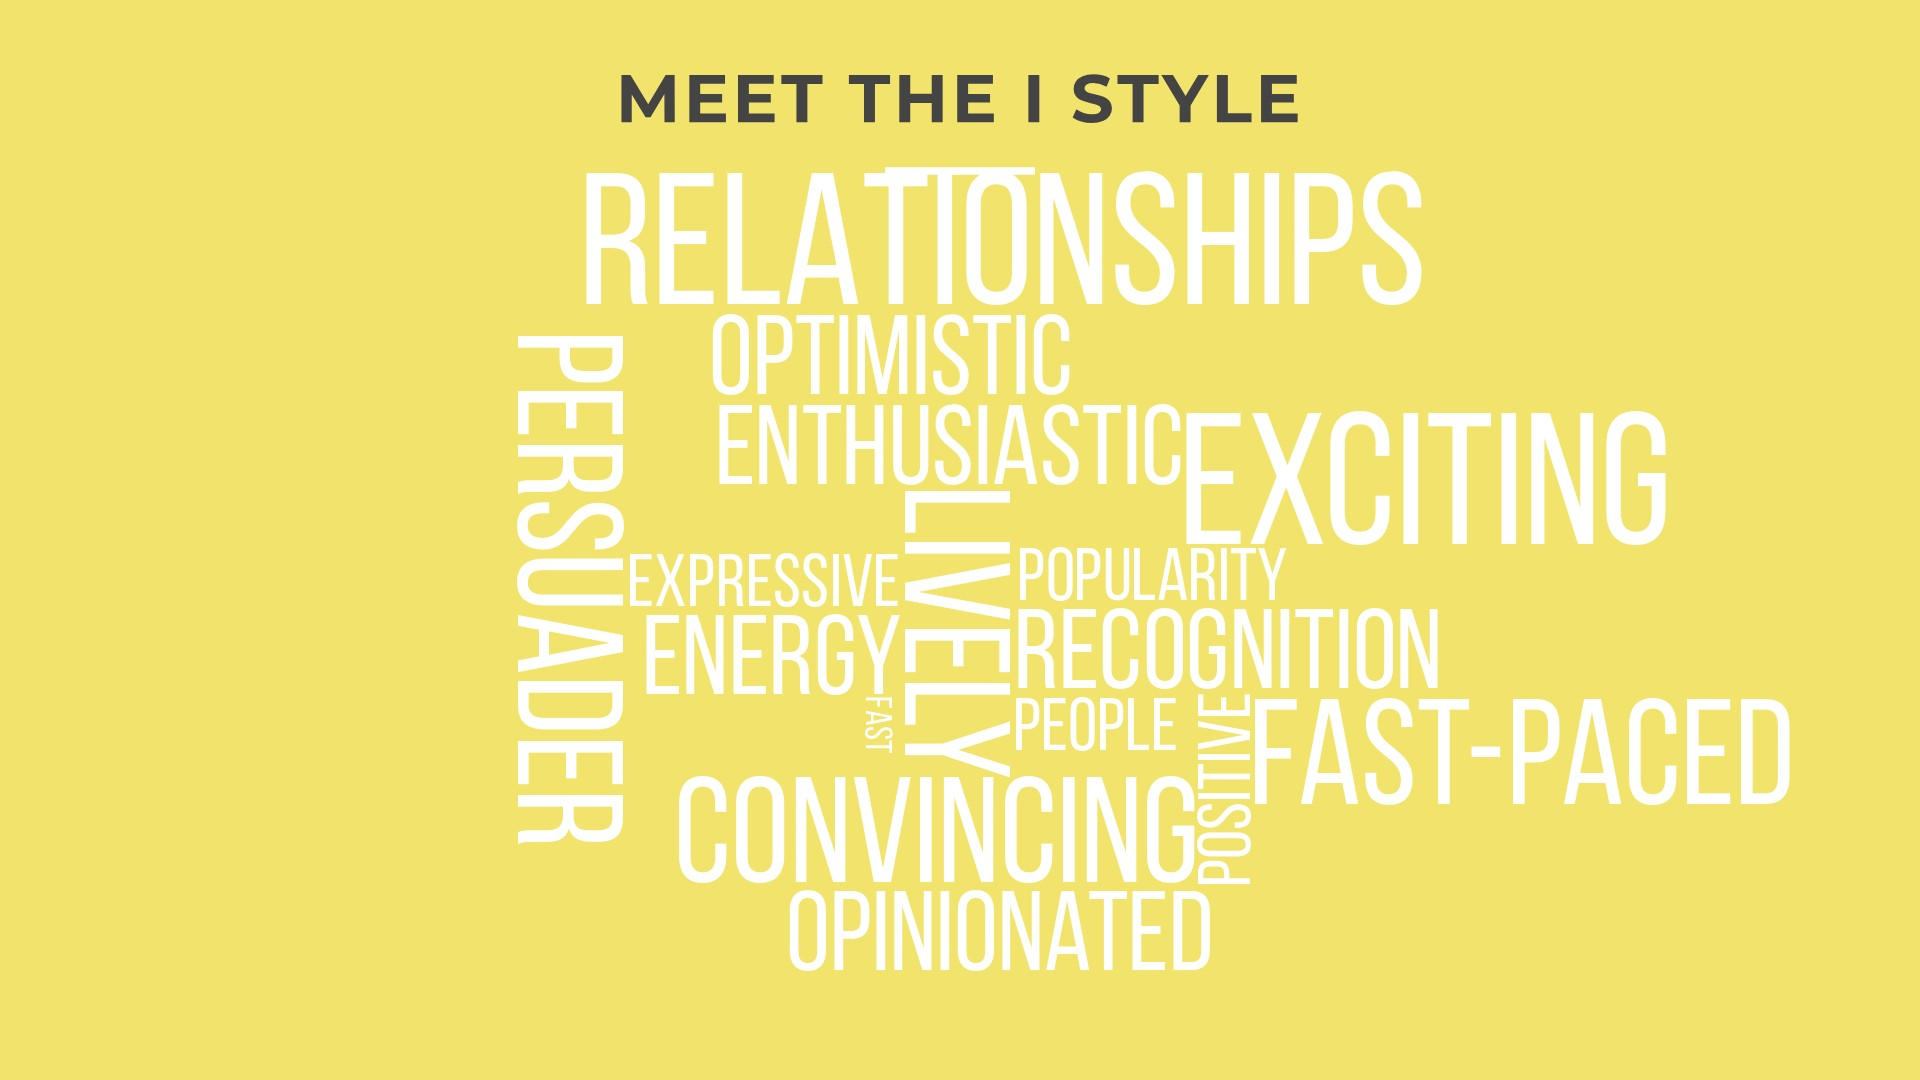 MEET THE I STYLE
RELATIONSHIPS
OPTIMISTIC
PERSUADER
ENTHUSIASTIC
EXCITING
LIVELY
EXPRESSIVE
POPULARITY
ENERGY
RECOGNITION
FAST
PEOPLE
POSITIVE
FAST-PACED
CONVINCING
OPINIONATED